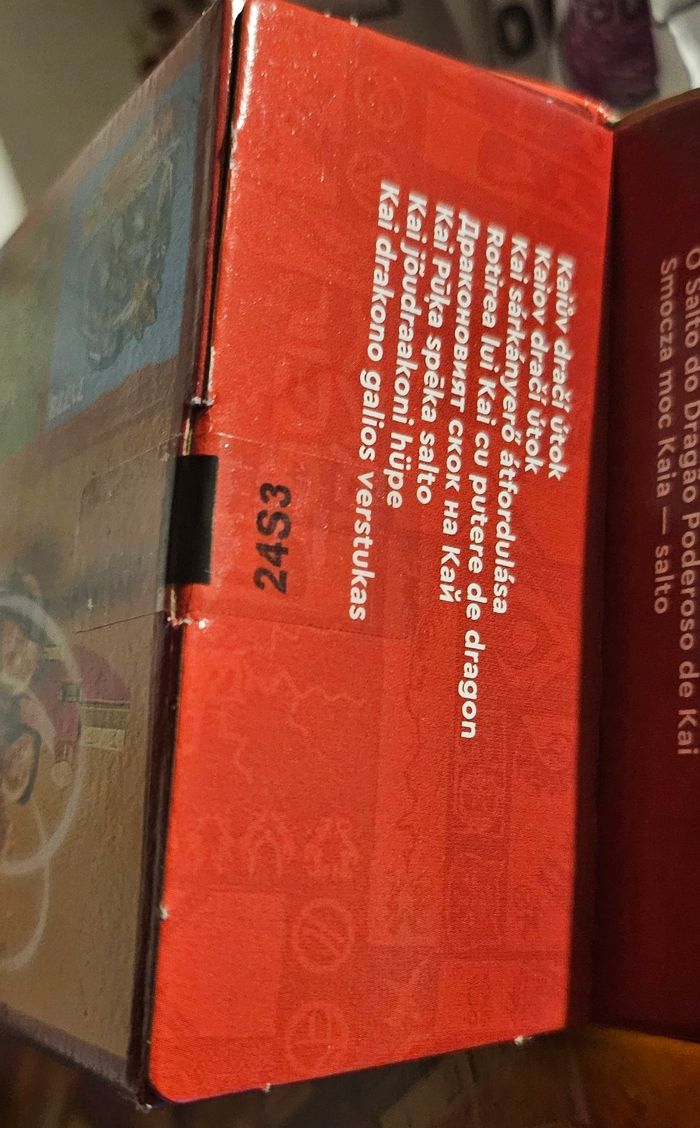 Kaiův dračí útok
Kaiov dračí útok
Kai sárkányerő átfordulása
Rotirea lui Kai cu putere de dragon
Драконовият скок на Кай
Kai Pūķa spēka salto
Kai jõudraakoni hüpe
Kai drakono galios verstukas
24S3
O Salto do Dragão Poderoso de Kai
Smocza moc Kaia — salto